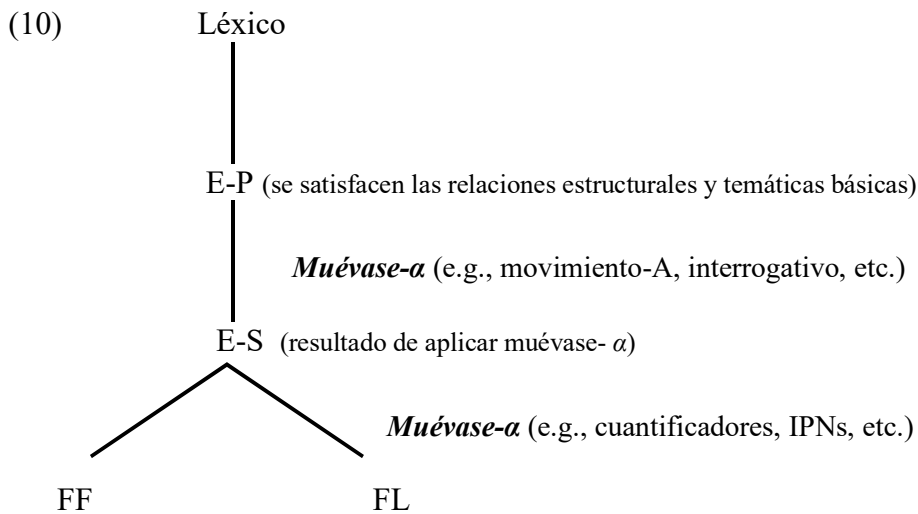 (10) Léxico
E-P (se satisfacen las relaciones estructurales y temáticas básicas)
Muévase-α (e.g., movimiento-A, interrogativo, etc.)
E-S (resultado de aplicar muévase- α)
Muévase-α (e.g., cuantificadores, IPNs, etc.)
FF FL